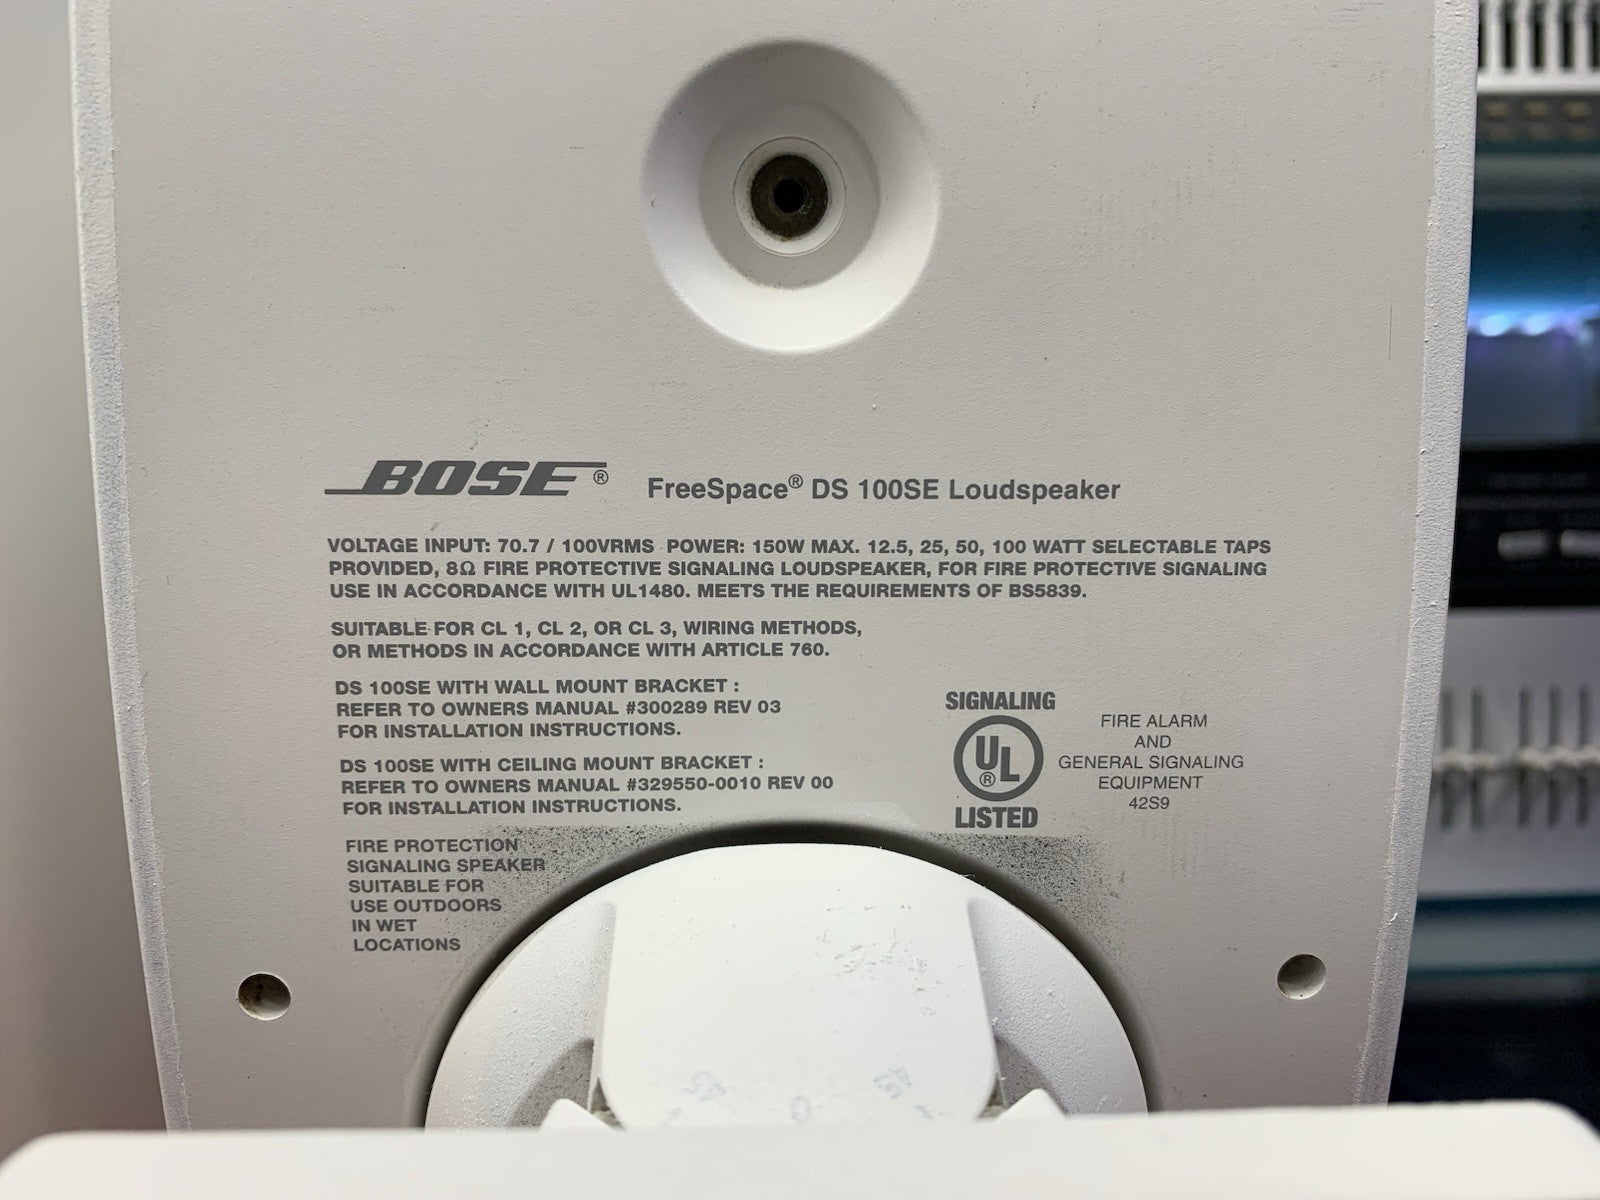 BOSE® FreeSpace® DS 100SE Loudspeaker
VOLTAGE INPUT: 70.7 / 100VRMS POWER: 150W MAX. 12.5, 25, 50, 100 WATT SELECTABLE TAPS
PROVIDED, 8Ω FIRE PROTECTIVE SIGNALING LOUDSPEAKER, FOR FIRE PROTECTIVE SIGNALING
USE IN ACCORDANCE WITH UL1480. MEETS THE REQUIREMENTS OF BS5839.
SUITABLE FOR CL 1, CL 2, OR CL 3, WIRING METHODS,
OR METHODS IN ACCORDANCE WITH ARTICLE 760.
DS 100SE WITH WALL MOUNT BRACKET :
REFER TO OWNERS MANUAL #300289 REV 03
FOR INSTALLATION INSTRUCTIONS.
DS 100SE WITH CEILING MOUNT BRACKET :
REFER TO OWNERS MANUAL #329550-0010 REV 00
FOR INSTALLATION INSTRUCTIONS.
FIRE PROTECTION
SIGNALING SPEAKER
SUITABLE FOR
USE OUTDOORS
IN WET
LOCATIONS
SIGNALING
UL®
LISTED
FIRE ALARM
AND
GENERAL SIGNALING
EQUIPMENT
42S9